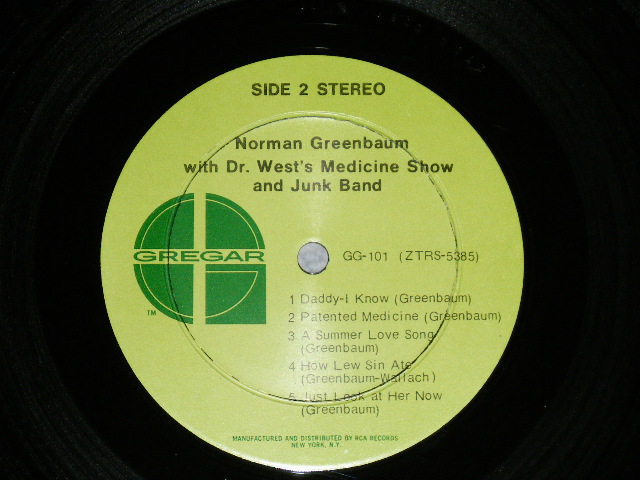 SIDE 2 STEREO
Norman Greenbaum
with Dr. West's Medicine Show
and Junk Band
GREGAR
TM
GG-101 (ZTRS-5385)
1 Daddy-I Know (Greenbaum)
2 Patented Medicine (Greenbaum)
3 A Summer Love Song
(Greenbaum)
4 How Lew Sin Ate
(Greenbaum-Wallach)
5 Just Look at Her Now
(Greenbaum)
MANUFACTURED AND DISTRIBUTED BY RCA RECORDS
NEW YORK, N.Y.